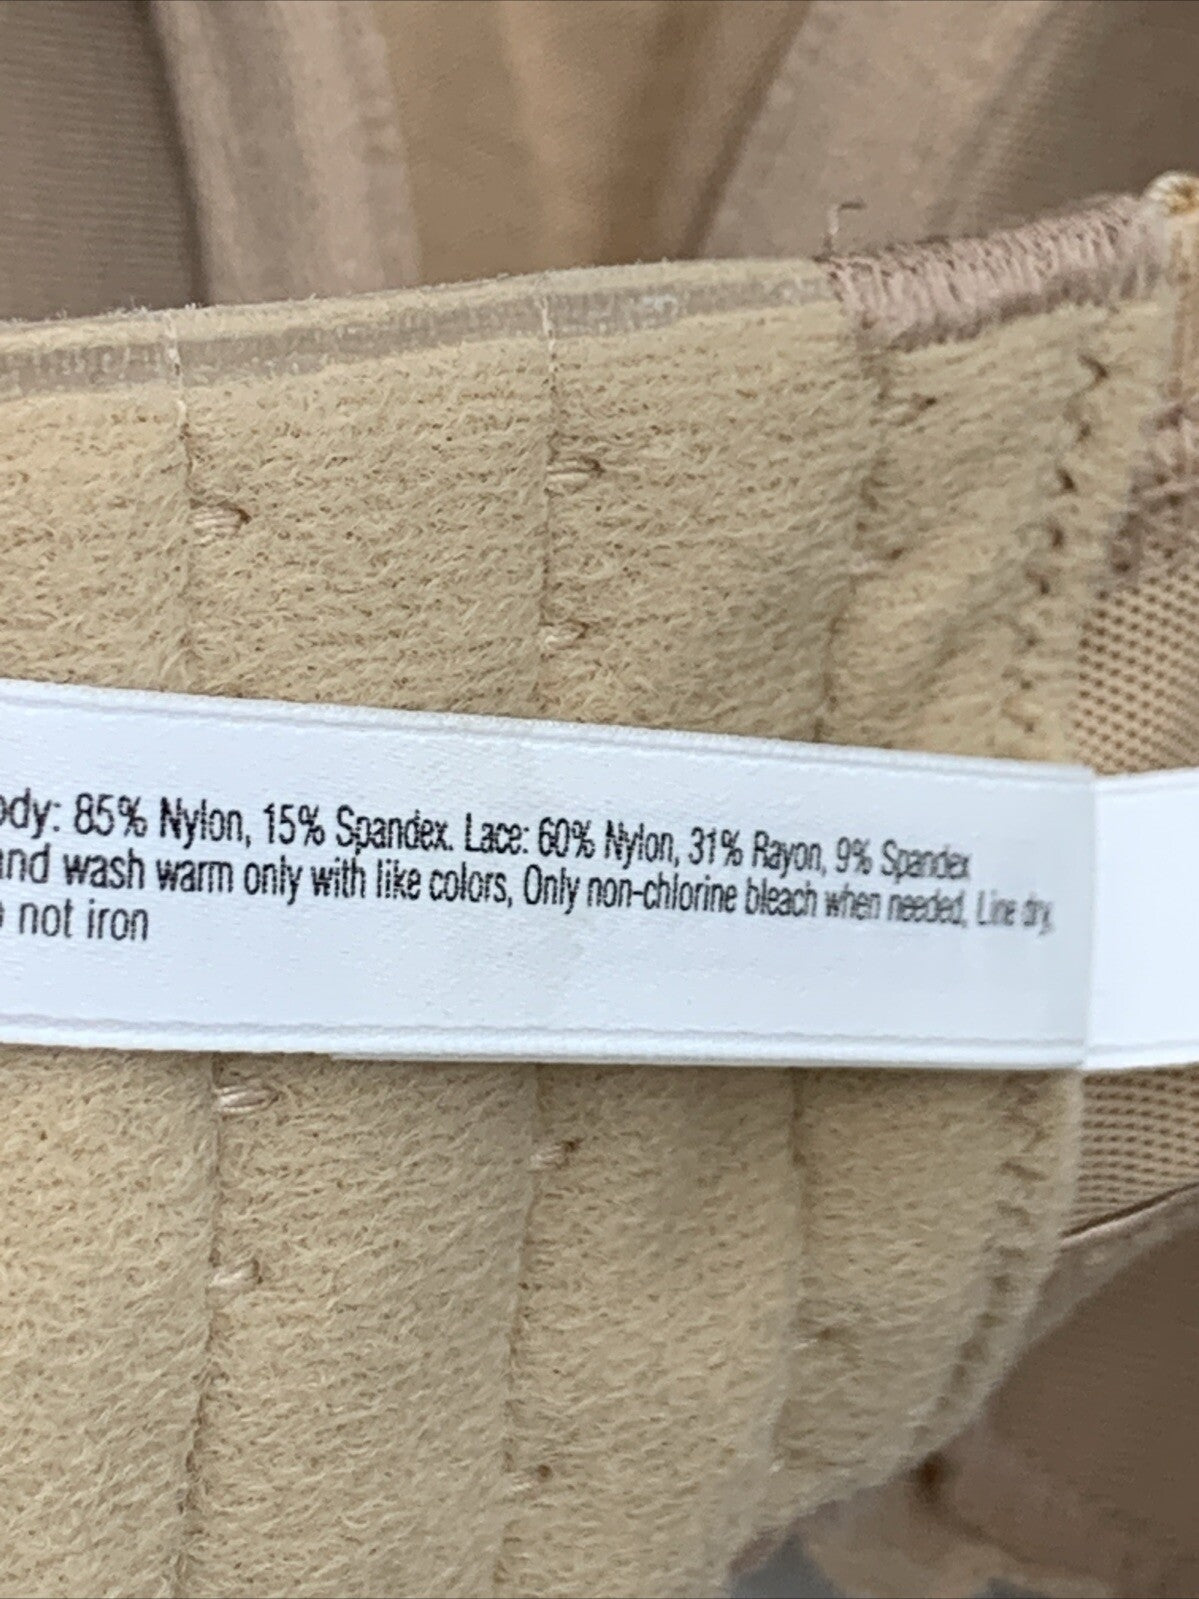 ody: 85% Nylon, 15% Spandex. Lace: 60% Nylon, 31% Rayon, 9% Spandex
and wash warm only with like colors, Only non-chlorine bleach when needed, Line dry,
o not iron